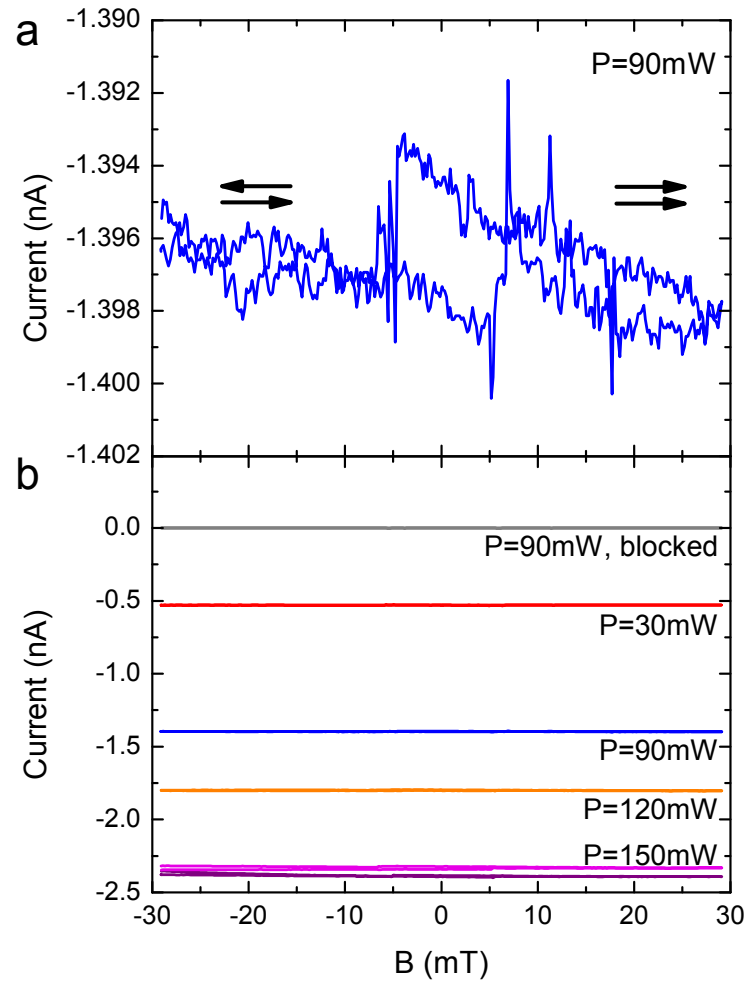 a
P=90mW
Current (nA)
-1.390
-1.392
-1.394
-1.396
-1.398
-1.400
-1.402
b
P=90mW, blocked
P=30mW
P=90mW
P=120mW
P=150mW
Current (nA)
0.0
-0.5
-1.0
-1.5
-2.0
-2.5
-30 -20 -10 0 10 20 30
B (mT)